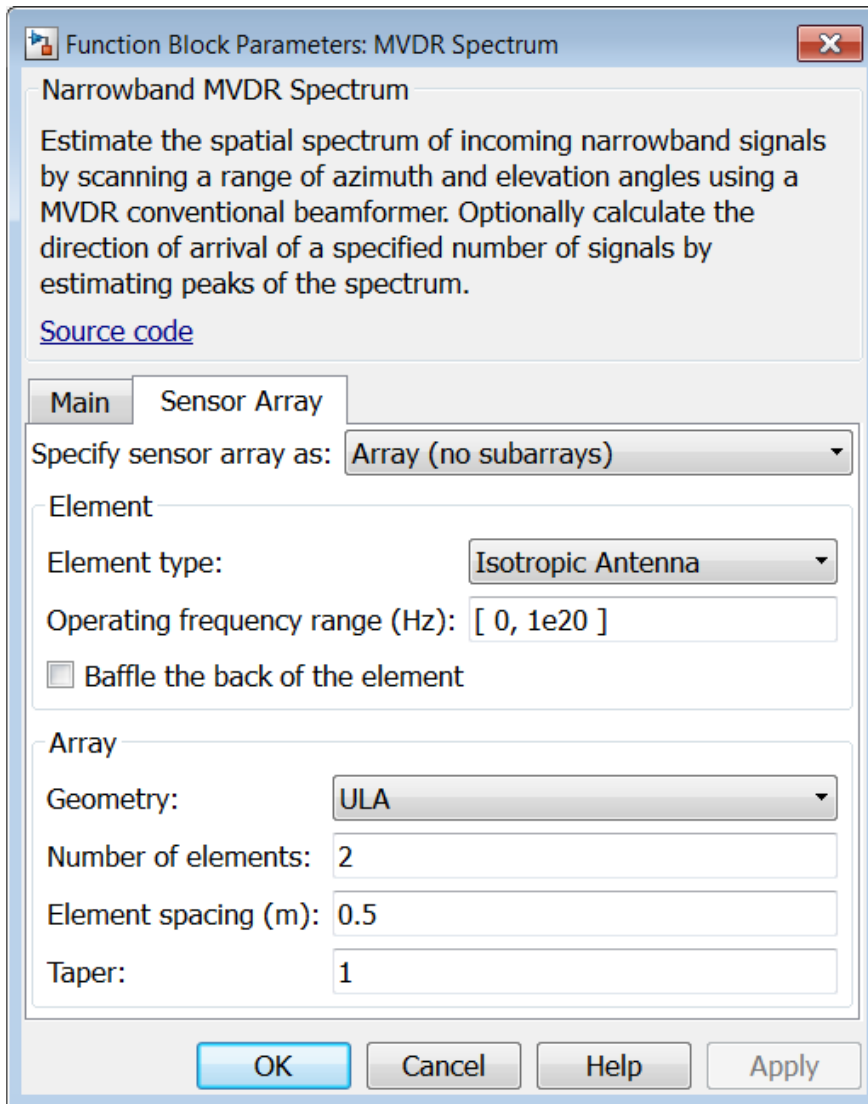 Function Block Parameters: MVDR Spectrum
Narrowband MVDR Spectrum
Estimate the spatial spectrum of incoming narrowband signals
by scanning a range of azimuth and elevation angles using a
MVDR conventional beamformer. Optionally calculate the
direction of arrival of a specified number of signals by
estimating peaks of the spectrum.
Source code
Main Sensor Array
Specify sensor array as: Array (no subarrays)
Element
Element type: Isotropic Antenna
Operating frequency range (Hz): [ 0, 1e20 ]
Baffle the back of the element
Array
Geometry: ULA
Number of elements: 2
Element spacing (m): 0.5
Taper: 1
OK Cancel Help Apply